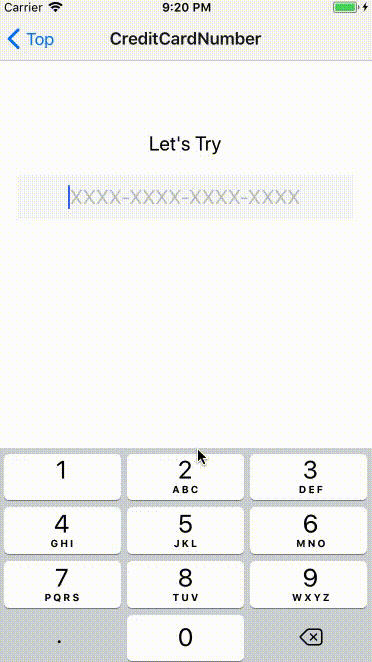 Carrier 9:20 PM
Top CreditCardNumber
Let's Try
XXXX-XXXX-XXXX-XXXX
1 2 3
ABC DEF
4 5 6
GHI JKL MNO
7 8 9
PQRS TUV WXYZ
. 0